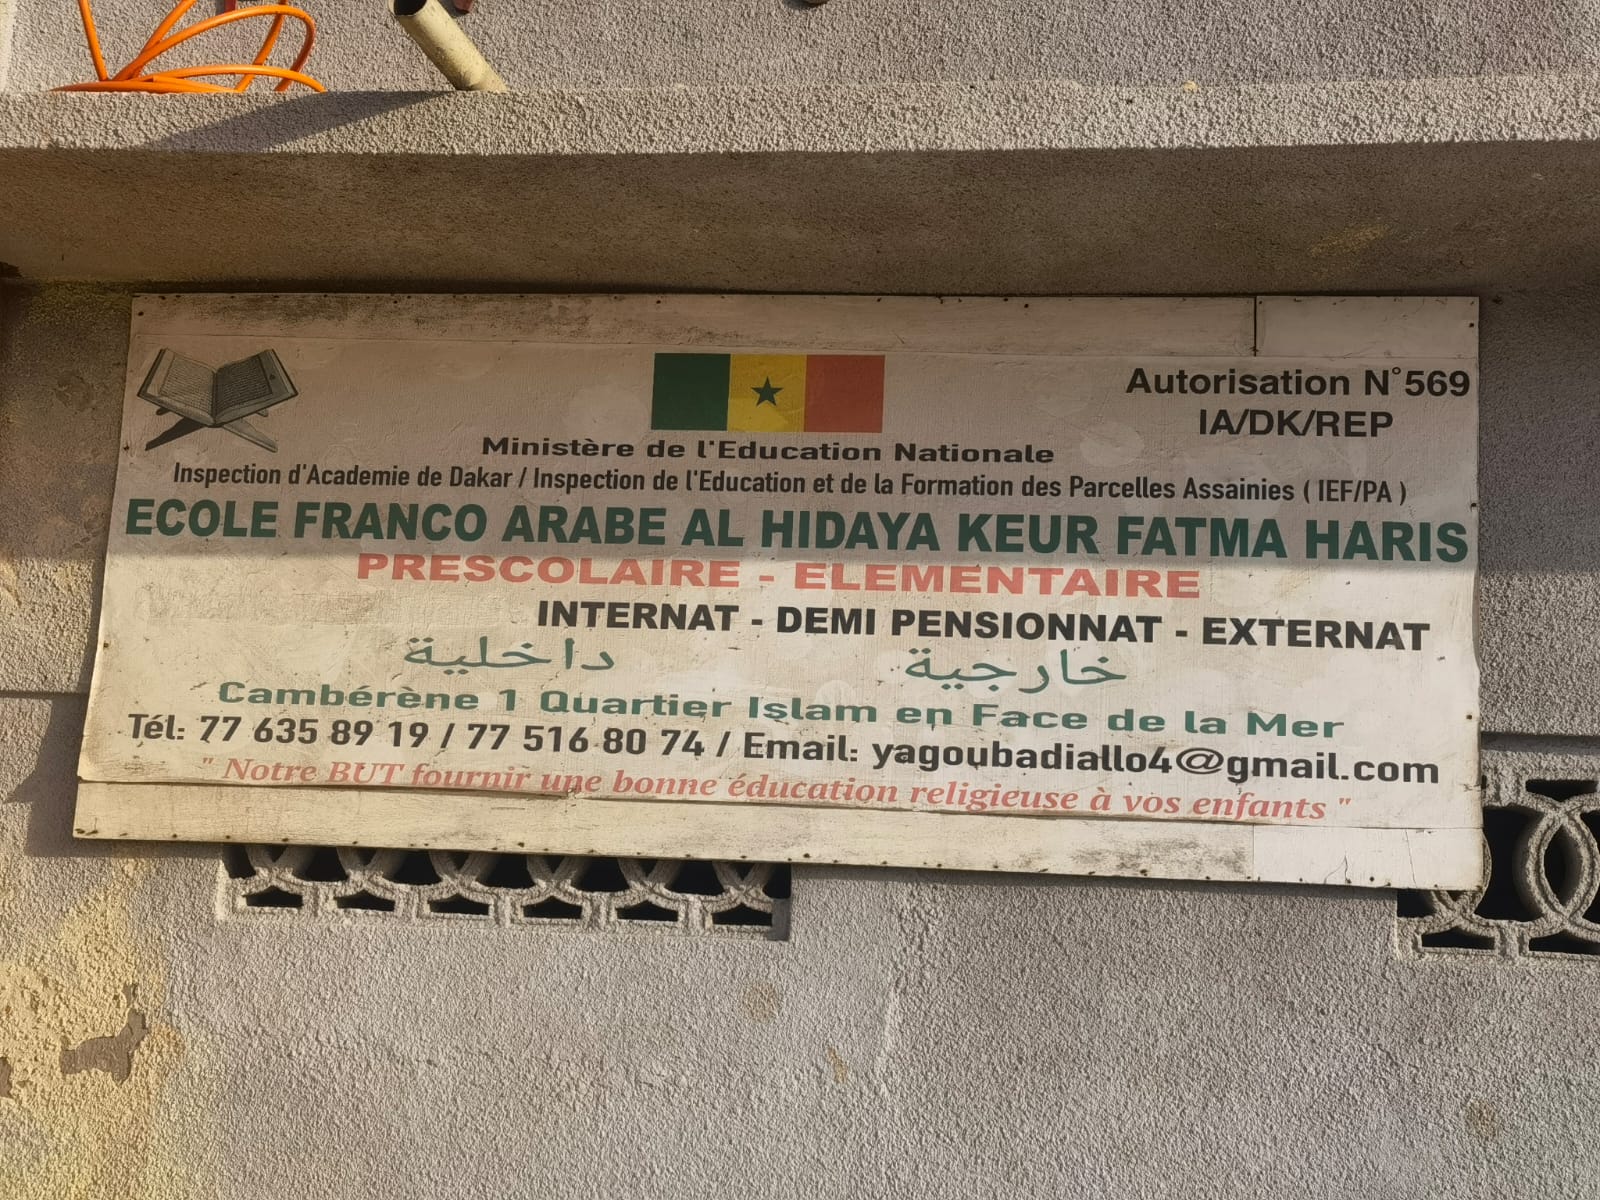 Autorisation N°569
IA/DK/REP
Ministère de l'Education Nationale
Inspection d'Academie de Dakar / Inspection de l'Education et de la Formation des Parcelles Assainies ( IEF/PA )
ECOLE FRANCO ARABE AL HIDAYA KEUR FATMA HARIS
PRESCOLAIRE - ELEMENTAIRE
INTERNAT - DEMI PENSIONNAT - EXTERNAT
داخلية خارجية
Cambérène 1 Quartier Islam en Face de la Mer
Tél: 77 635 89 19 / 77 516 80 74 / Email: yagoubadiallo4@gmail.com
" Notre BUT fournir une bonne éducation religieuse à vos enfants "